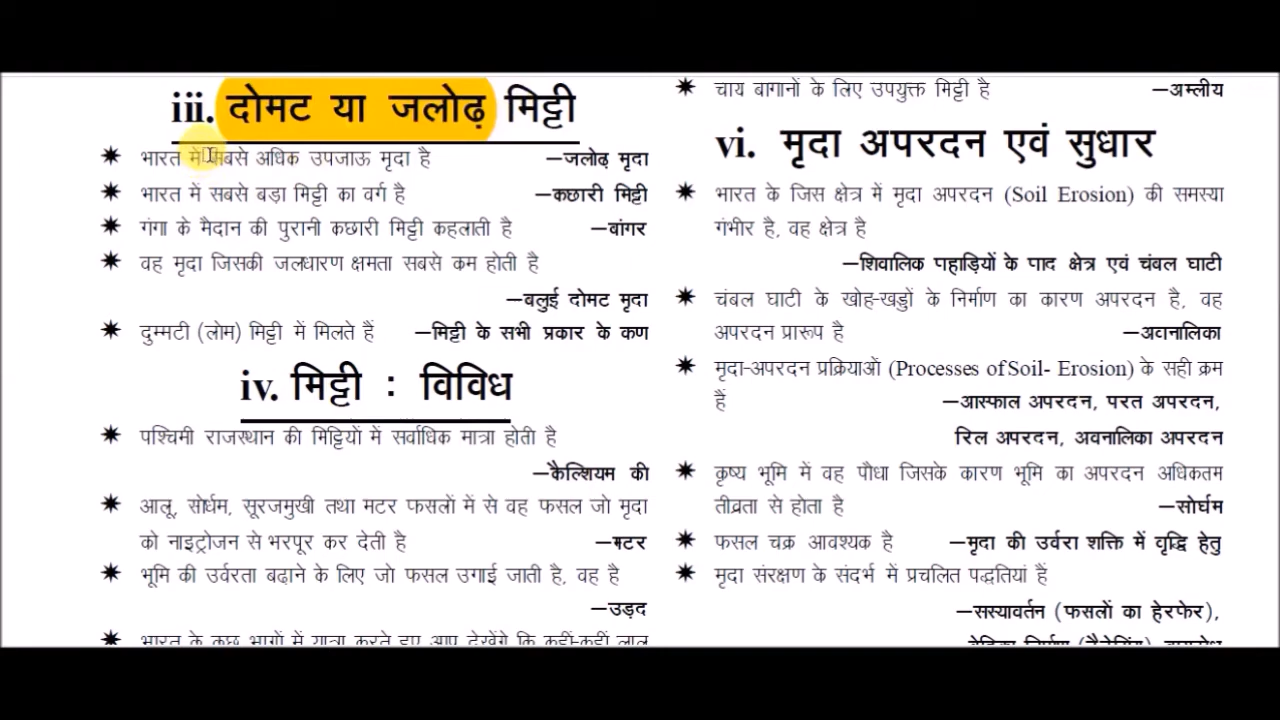 iii. दोमट या जलोढ़ मिट्टी
✷ भारत में सबसे अधिक उपजाऊ मृदा है —जलोढ़ मृदा
✷ भारत में सबसे बड़ा मिट्टी का वर्ग है —कछारी मिट्टी
✷ गंगा के मैदान की पुरानी कछारी मिट्टी कहलाती है —बांगर
✷ वह मृदा जिसकी जलधारण क्षमता सबसे कम होती है
—बलुई दोमट मृदा
✷ दुम्मटी (लोम) मिट्टी में मिलते हैं —मिट्टी के सभी प्रकार के कण
iv. मिट्टी : विविध
✷ पश्चिमी राजस्थान की मिट्टियों में सर्वाधिक मात्रा होती है
—कैल्शियम की
✷ आलू, सोर्धम, सूरजमुखी तथा मटर फसलों में से वह फसल जो मृदा
को नाइट्रोजन से भरपूर कर देती है —मटर
✷ भूमि की उर्वरता बढ़ाने के लिए जो फसल उगाई जाती है, वह है
—उड़द
✷ भारत के कुछ भागों में यात्रा करते हुए आप देखेंगे कि कहीं-कहीं लाल
✷ चाय बागानों के लिए उपयुक्त मिट्टी है —अम्लीय
vi. मृदा अपरदन एवं सुधार
✷ भारत के जिस क्षेत्र में मृदा अपरदन (Soil Erosion) की समस्या
गंभीर है, वह क्षेत्र है
—शिवालिक पहाड़ियों के पाद क्षेत्र एवं चंबल घाटी
✷ चंबल घाटी के खोह-खड्डों के निर्माण का कारण अपरदन है, वह
अपरदन प्रारूप है —अवनालिका
✷ मृदा-अपरदन प्रक्रियाओं (Processes of Soil- Erosion) के सही क्रम
हैं —आस्फाल अपरदन, परत अपरदन,
रिल अपरदन, अवनालिका अपरदन
✷ कृष्य भूमि में वह पौधा जिसके कारण भूमि का अपरदन अधिकतम
तीव्रता से होता है —सोर्घम
✷ फसल चक्र आवश्यक है —मृदा की उर्वरा शक्ति में वृद्धि हेतु
✷ मृदा संरक्षण के संदर्भ में प्रचलित पद्धतियां हैं
—सस्यावर्तन (फसलों का हेरफेर),
वेदिका निर्माण (टैरेसिंग), वायुरोध